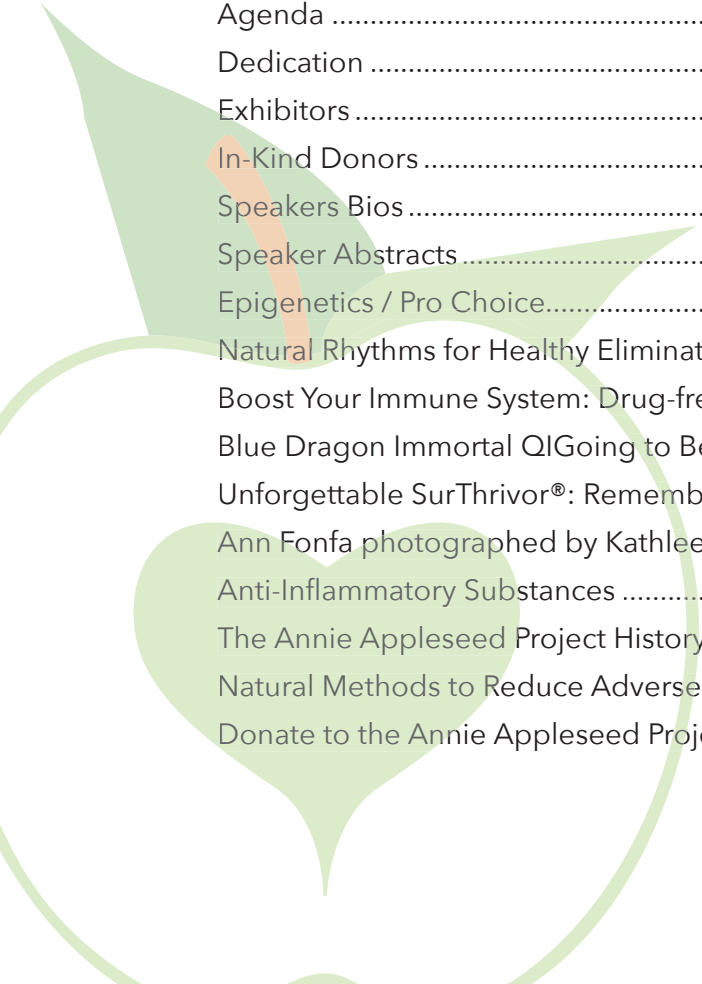 Agenda ................................................
Dedication ...........................................
Exhibitors .............................................
In-Kind Donors ....................................
Speakers Bios ......................................
Speaker Abstracts ...............................
Epigenetics / Pro Choice.....................
Natural Rhythms for Healthy Eliminat
Boost Your Immune System: Drug-fre
Blue Dragon Immortal QIGoing to Be
Unforgettable SurThrivor®: Rememb
Ann Fonfa photographed by Kathlee
Anti-Inflammatory Substances ...........
The Annie Appleseed Project History
Natural Methods to Reduce Adverse
Donate to the Annie Appleseed Proje